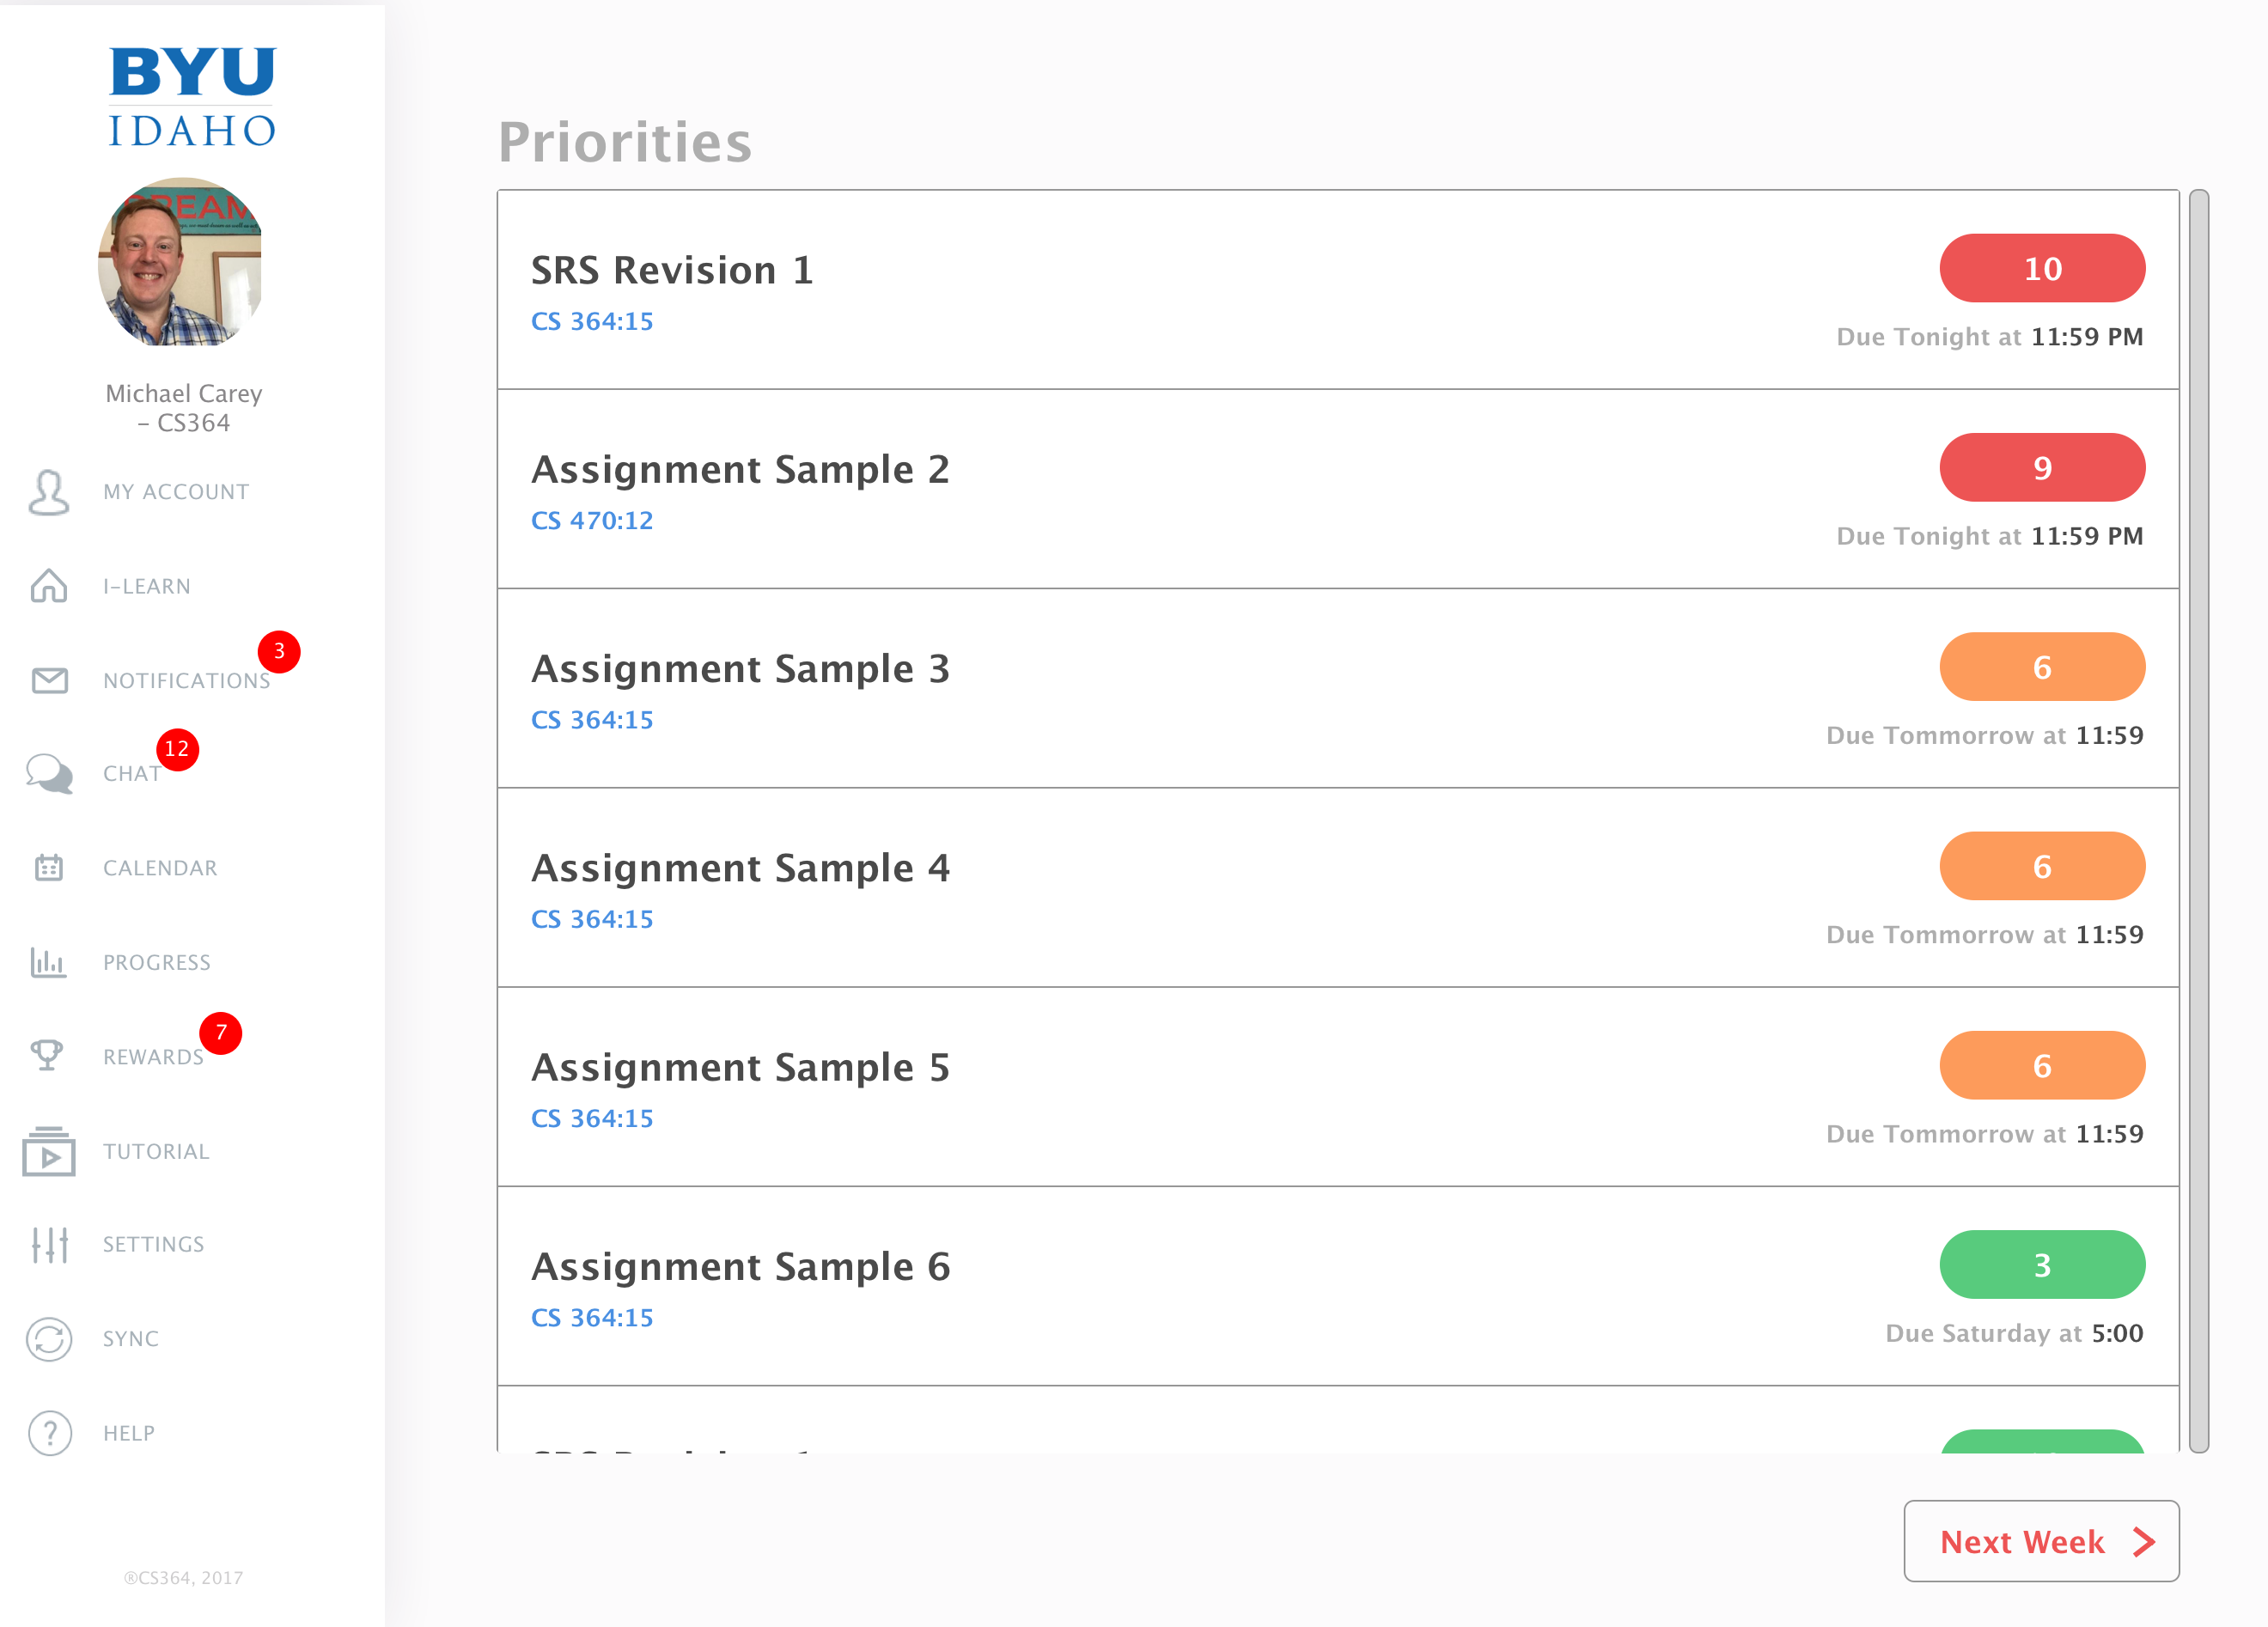 BYU
IDAHO
DREAM
Michael Carey
- CS364
MY ACCOUNT
I-LEARN
NOTIFICATIONS
3
CHAT
12
CALENDAR
PROGRESS
REWARDS
7
TUTORIAL
SETTINGS
SYNC
HELP
®CS364, 2017
Priorities
SRS Revision 1
CS 364:15
10
Due Tonight at 11:59 PM
Assignment Sample 2
CS 470:12
9
Due Tonight at 11:59 PM
Assignment Sample 3
CS 364:15
6
Due Tommorrow at 11:59
Assignment Sample 4
CS 364:15
6
Due Tommorrow at 11:59
Assignment Sample 5
CS 364:15
6
Due Tommorrow at 11:59
Assignment Sample 6
CS 364:15
3
Due Saturday at 5:00
SRS Revision 1
Next Week